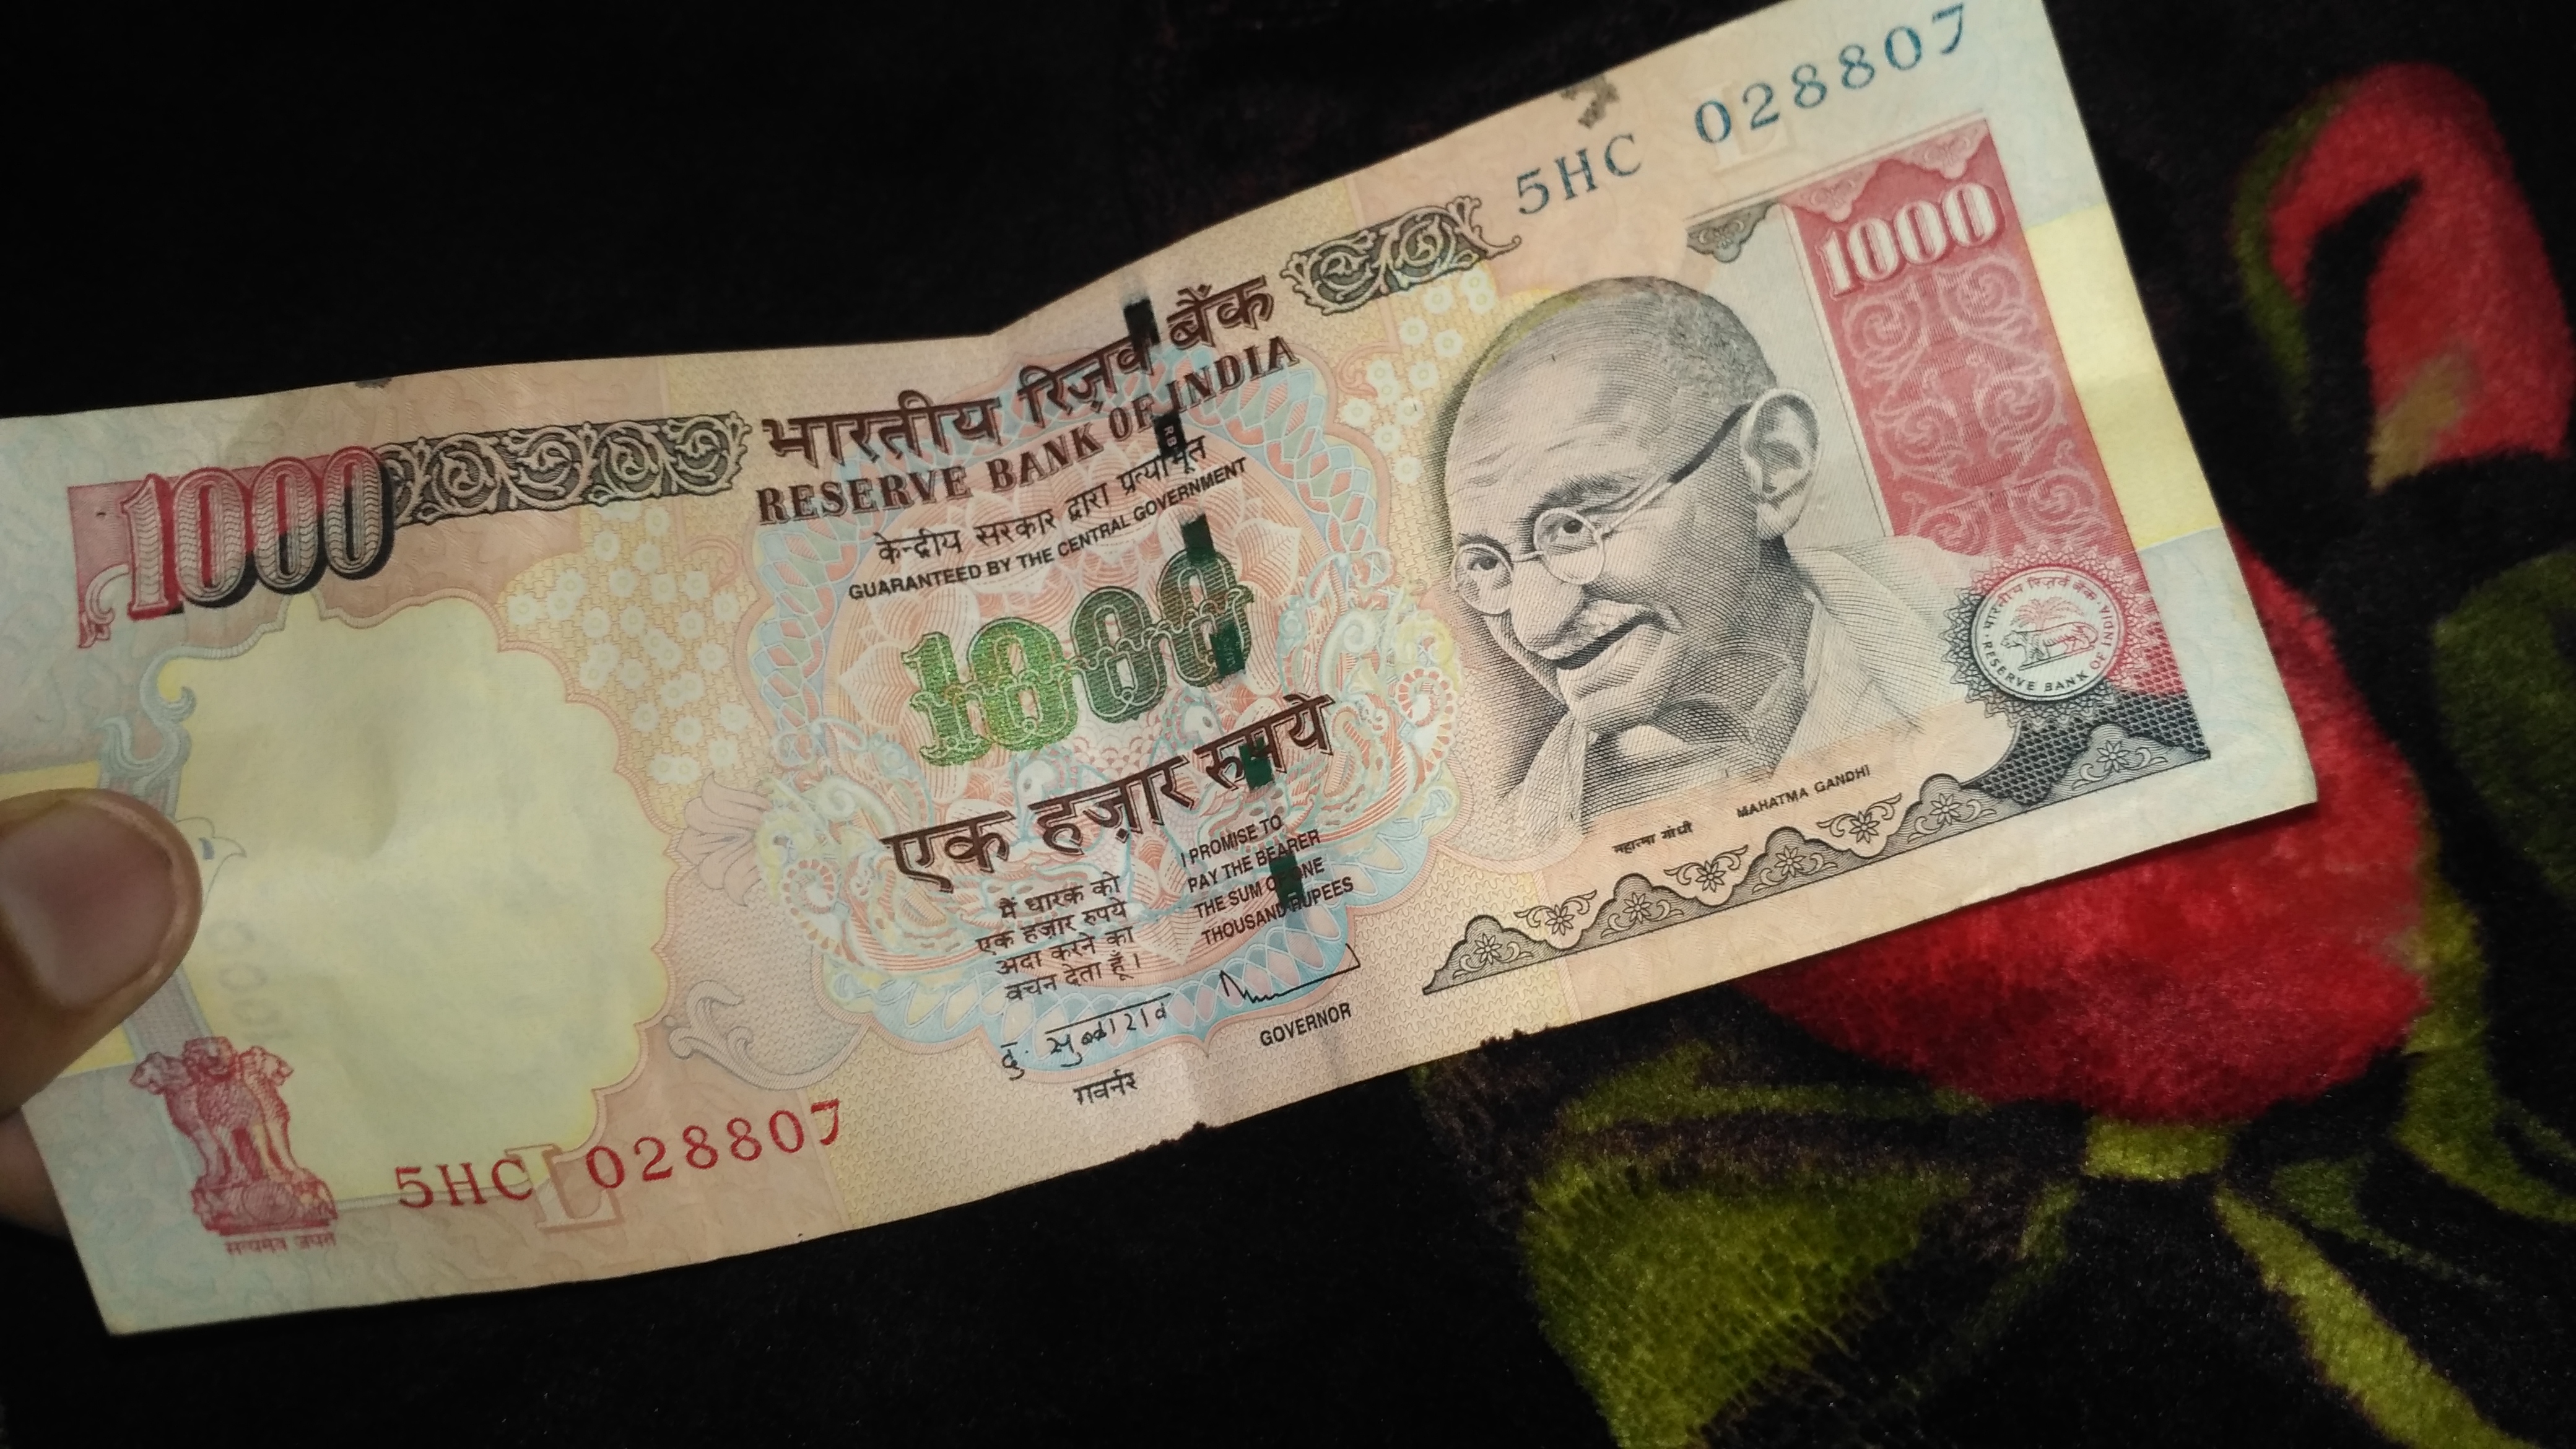 5HC 028807
1000
1000
भारतीय रिज़र्व बैंक
RESERVE BANK OF INDIA
केन्द्रीय सरकार द्वारा प्रत्याभूत
GUARANTEED BY THE CENTRAL GOVERNMENT
1000
एक हज़ार रुपये
I PROMISE TO
PAY THE BEARER
THE SUM OF ONE
THOUSAND RUPEES
मैं धारक को
एक हज़ार रुपये
अदा करने का
वचन देता हूँ।
GOVERNOR
गवर्नर
महात्मा गांधी MAHATMA GANDHI
भारतीय रिज़र्व बैंक
RESERVE BANK OF INDIA
L
5HC 028807
सत्यमेव जयते